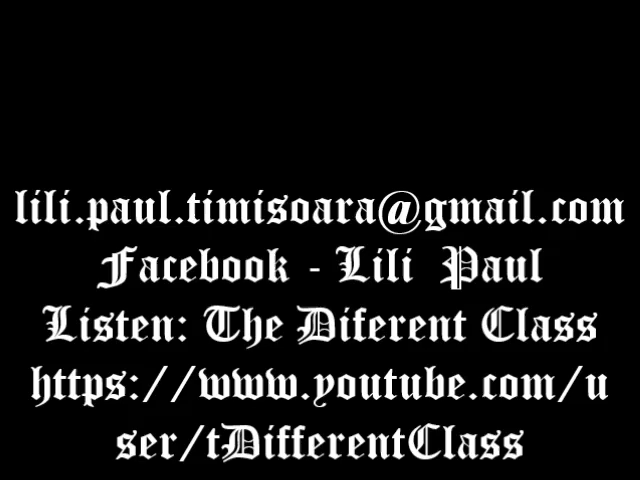 lili.paul.timisoara@gmail.com
Facebook - Lili Paul
Listen: The Diferent Class
https://www.youtube.com/u
ser/tDifferentClass